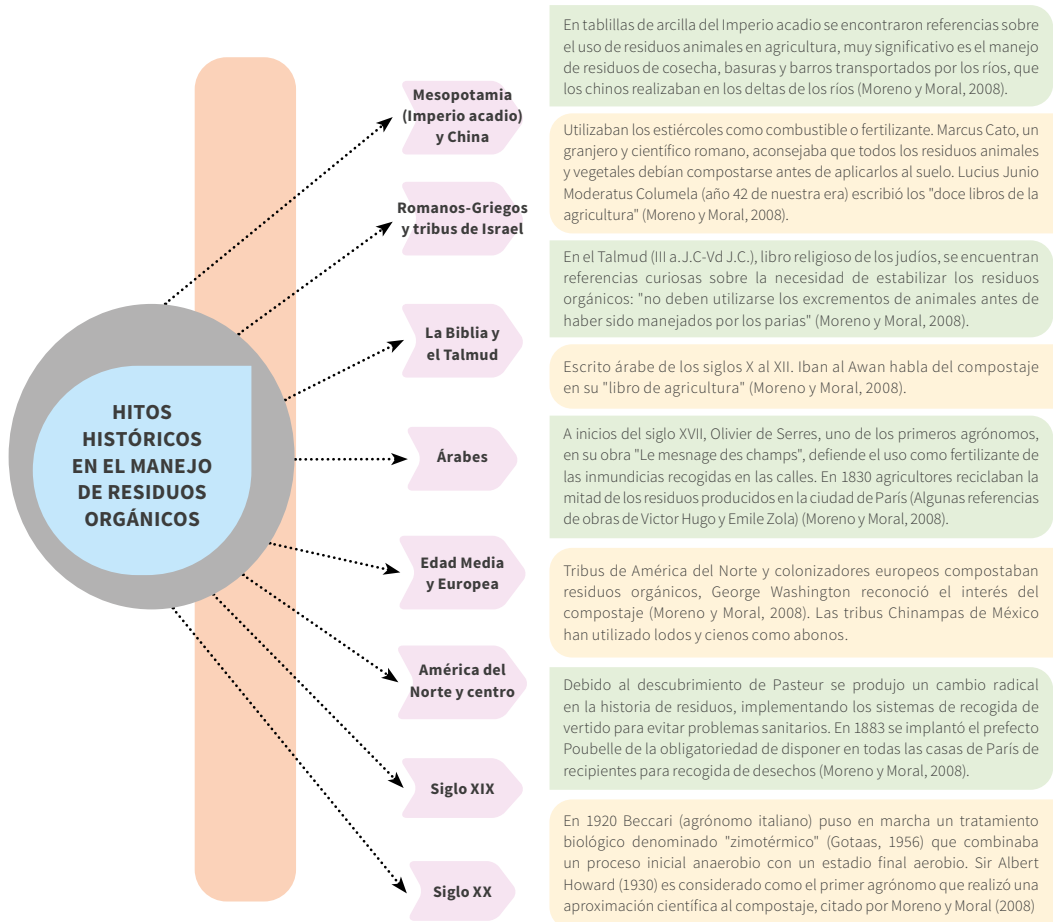 HITOS
HISTÓRICOS
EN EL MANEJO
DE RESIDUOS
ORGÁNICOS
Mesopotamia
(Imperio acadio)
y China
En tablillas de arcilla del Imperio acadio se encontraron referencias sobre
el uso de residuos animales en agricultura, muy significativo es el manejo
de residuos de cosecha, basuras y barros transportados por los ríos, que
los chinos realizaban en los deltas de los ríos (Moreno y Moral, 2008).
Romanos-Griegos
y tribus de Israel
Utilizaban los estiércoles como combustible o fertilizante. Marcus Cato, un
granjero y científico romano, aconsejaba que todos los residuos animales
y vegetales debían compostarse antes de aplicarlos al suelo. Lucius Junio
Moderatus Columela (año 42 de nuestra era) escribió los "doce libros de la
agricultura" (Moreno y Moral, 2008).
La Biblia y
el Talmud
En el Talmud (III a.J.C-Vd J.C.), libro religioso de los judíos, se encuentran
referencias curiosas sobre la necesidad de estabilizar los residuos
orgánicos: "no deben utilizarse los excrementos de animales antes de
haber sido manejados por los parias" (Moreno y Moral, 2008).
Árabes
Escrito árabe de los siglos X al XII. Iban al Awan habla del compostaje
en su "libro de agricultura" (Moreno y Moral, 2008).
Edad Media
y Europea
A inicios del siglo XVII, Olivier de Serres, uno de los primeros agrónomos,
en su obra "Le mesnage des champs", defiende el uso como fertilizante de
las inmundicias recogidas en las calles. En 1830 agricultores reciclaban la
mitad de los residuos producidos en la ciudad de París (Algunas referencias
de obras de Victor Hugo y Emile Zola) (Moreno y Moral, 2008).
América del
Norte y centro
Tribus de América del Norte y colonizadores europeos compostaban
residuos orgánicos, George Washington reconoció el interés del
compostaje (Moreno y Moral, 2008). Las tribus Chinampas de México
han utilizado lodos y cienos como abonos.
Siglo XIX
Debido al descubrimiento de Pasteur se produjo un cambio radical
en la historia de residuos, implementando los sistemas de recogida de
vertido para evitar problemas sanitarios. En 1883 se implantó el prefecto
Poubelle de la obligatoriedad de disponer en todas las casas de París de
recipientes para recogida de desechos (Moreno y Moral, 2008).
Siglo XX
En 1920 Beccari (agrónomo italiano) puso en marcha un tratamiento
biológico denominado "zimotérmico" (Gotaas, 1956) que combinaba
un proceso inicial anaerobio con un estadio final aerobio. Sir Albert
Howard (1930) es considerado como el primer agrónomo que realizó una
aproximación científica al compostaje, citado por Moreno y Moral (2008)